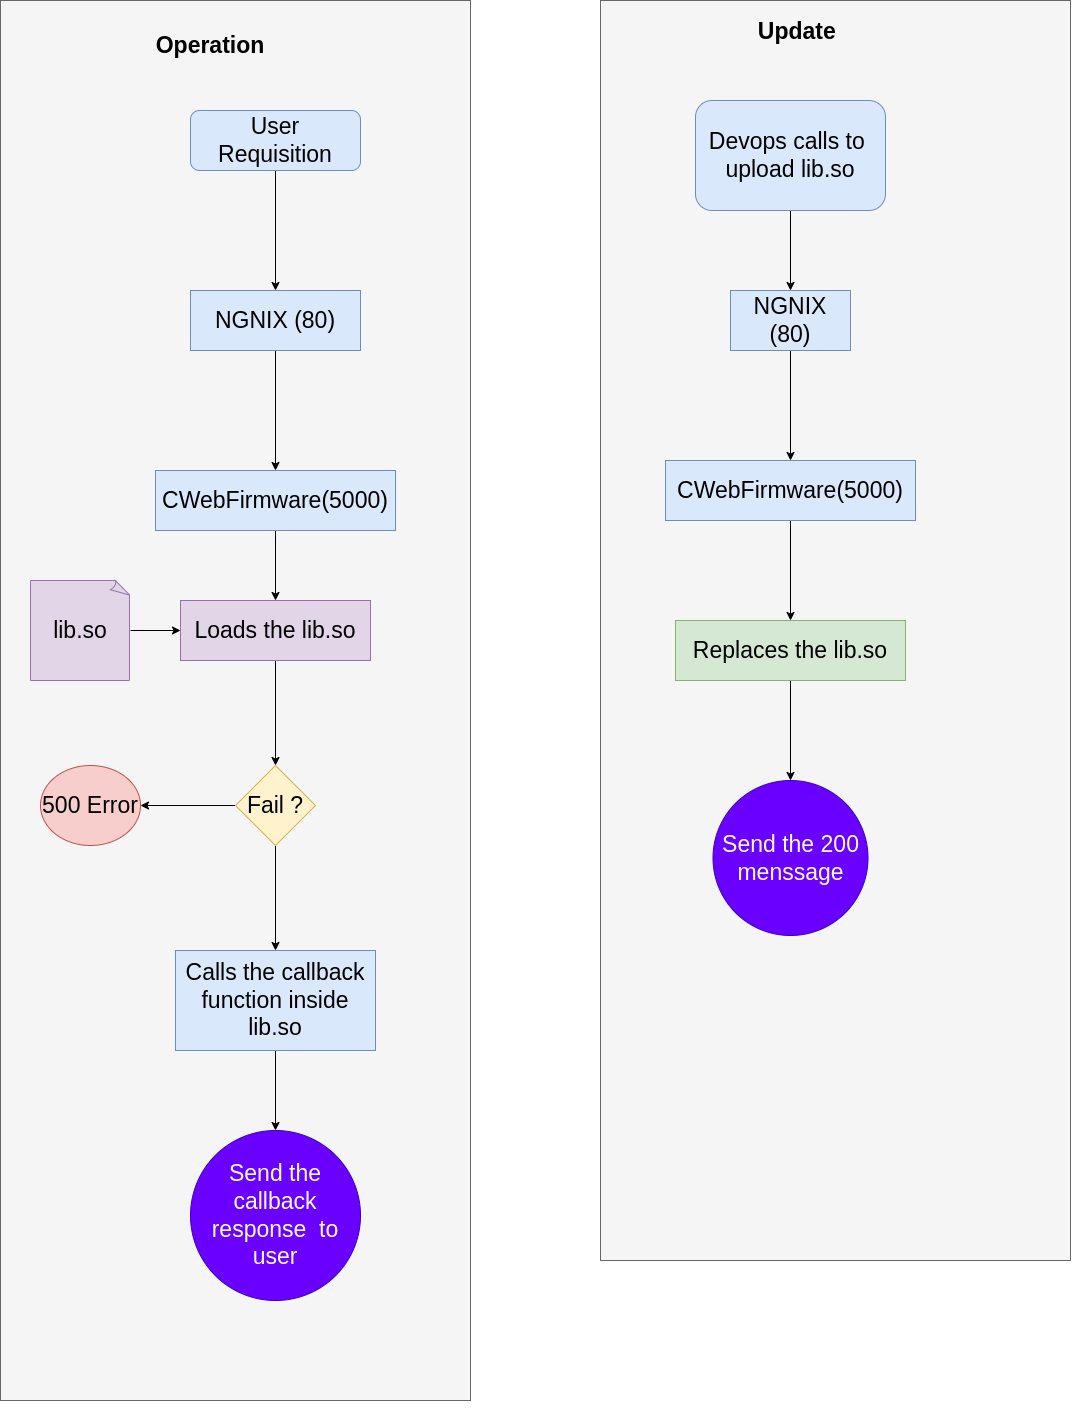 Operation
User
Requisition
NGNIX (80)
CWebFirmware(5000)
lib.so
Loads the lib.so
500 Error
Fail ?
Calls the callback
function inside
lib.so
Send the
callback
response  to
user
Update
Devops calls to
upload lib.so
NGNIX
(80)
CWebFirmware(5000)
Replaces the lib.so
Send the 200
menssage